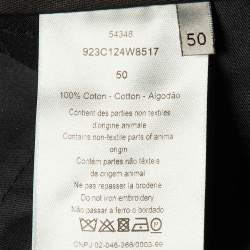 54348
923C124W8517
50
50
100% Coton - Cotton - Algodão
Contient des parties non textiles
d'origine animale
Contains non-textile parts of anima
origin
Contém partes não têxteis
de origem animal
Ne pas repasser la broderie
Do not iron embroidery
Não passar a ferro o bordado
CNPJ 02-046-366/0003-99